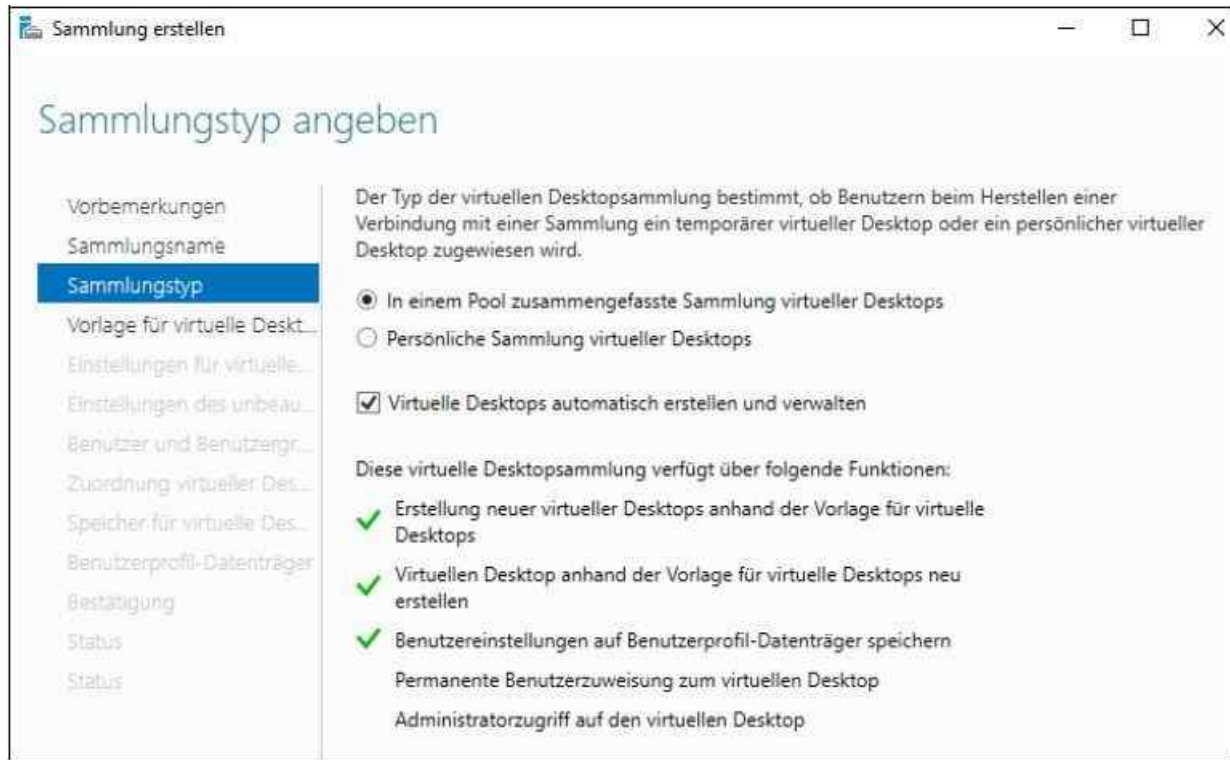 Sammlung erstellen
Sammlungstyp angeben
Vorbemerkungen
Sammlungsname
Sammlungstyp
Vorlage für virtuelle Deskt...
Einstellungen für virtuelle...
Einstellungen des unbeau...
Benutzer und Benutzergr...
Zuordnung virtueller Des...
Speicher für virtuelle Des...
Benutzerprofil-Datenträger
Bestätigung
Status
Status
Der Typ der virtuellen Desktopsammlung bestimmt, ob Benutzern beim Herstellen einer
Verbindung mit einer Sammlung ein temporärer virtueller Desktop oder ein persönlicher virtueller
Desktop zugewiesen wird.
In einem Pool zusammengefasste Sammlung virtueller Desktops
Persönliche Sammlung virtueller Desktops
Virtuelle Desktops automatisch erstellen und verwalten
Diese virtuelle Desktopsammlung verfügt über folgende Funktionen:
Erstellung neuer virtueller Desktops anhand der Vorlage für virtuelle
Desktops
Virtuellen Desktop anhand der Vorlage für virtuelle Desktops neu
erstellen
Benutzereinstellungen auf Benutzerprofil-Datenträger speichern
Permanente Benutzerzuweisung zum virtuellen Desktop
Administratorzugriff auf den virtuellen Desktop